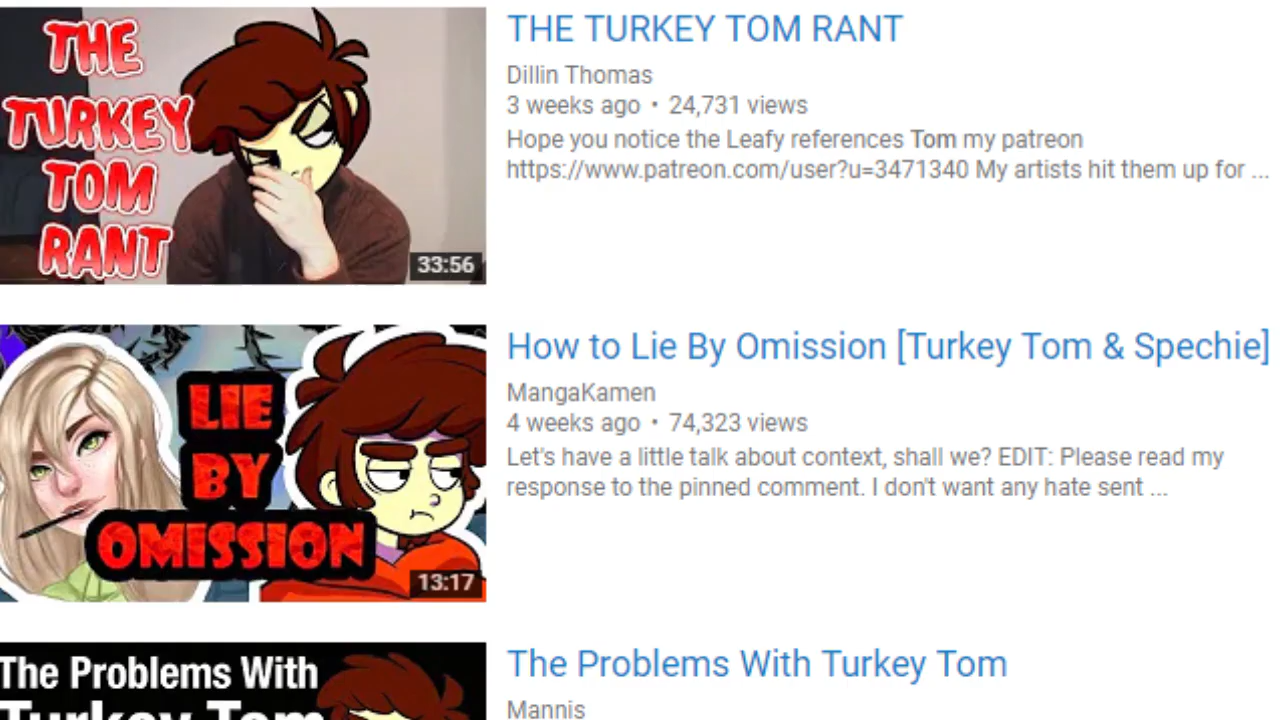 THE
TURKEY
TOM
RANT
33:56
THE TURKEY TOM RANT
Dillin Thomas
3 weeks ago • 24,731 views
Hope you notice the Leafy references Tom my patreon
https://www.patreon.com/user?u=3471340 My artists hit them up for ...
LIE
BY
OMISSION
13:17
How to Lie By Omission [Turkey Tom & Spechie]
MangaKamen
4 weeks ago • 74,323 views
Let's have a little talk about context, shall we? EDIT: Please read my
response to the pinned comment. I don't want any hate sent ...
The Problems With
Turkey Tom
The Problems With Turkey Tom
Mannis